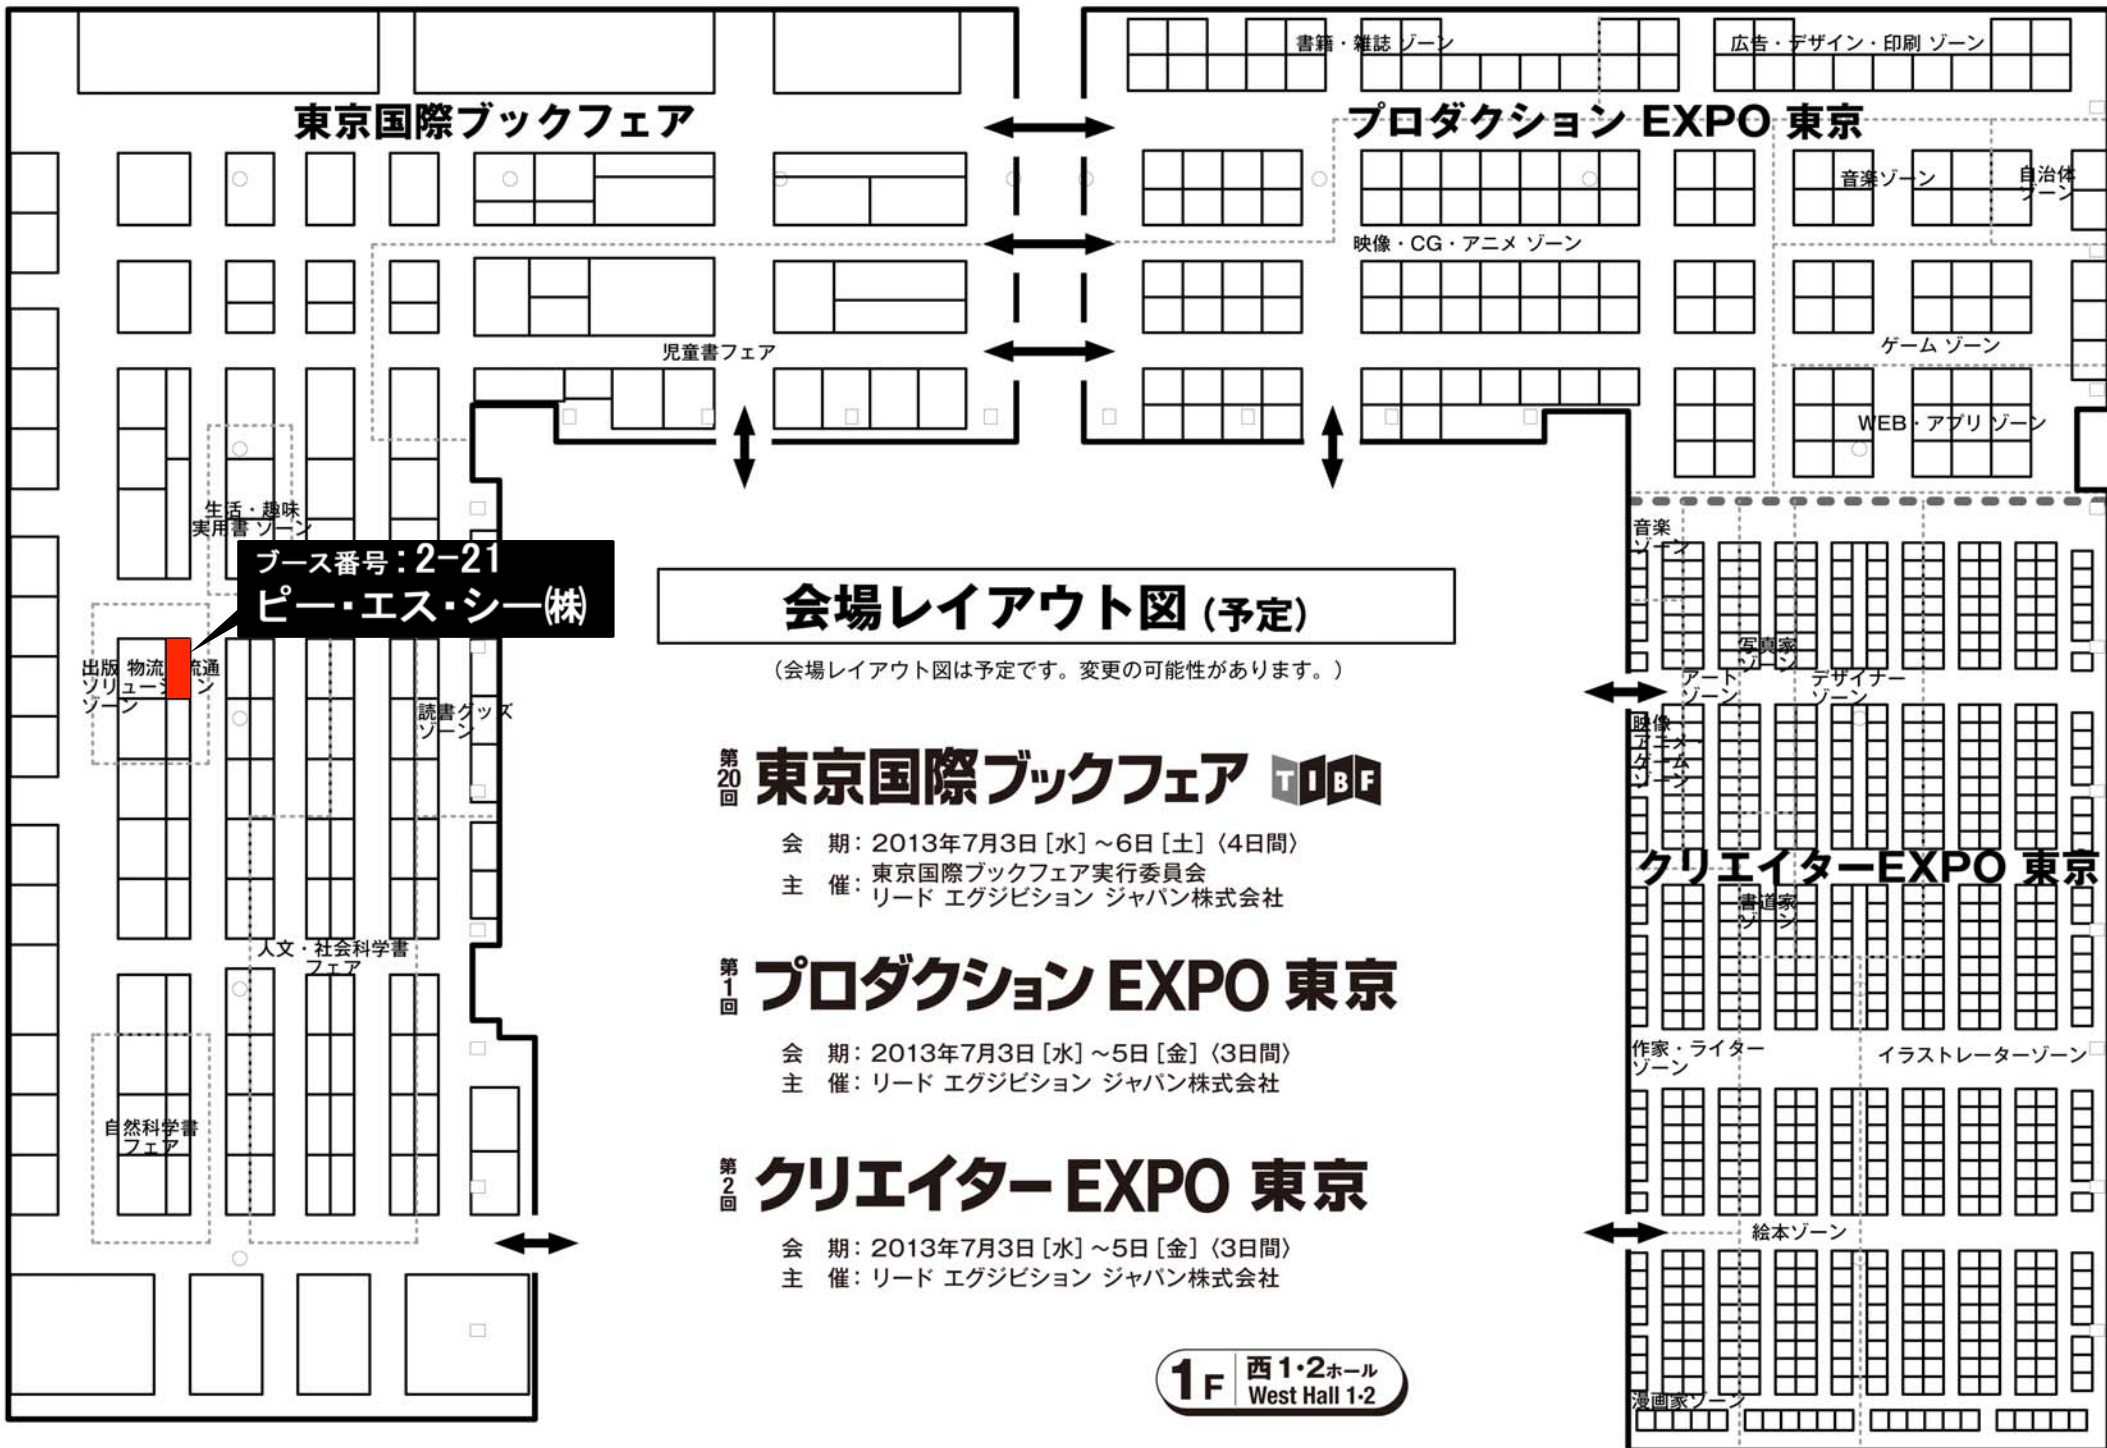 書籍・雑誌 ゾーン
広告・デザイン・印刷 ゾーン
東京国際ブックフェア
プロダクション EXPO 東京
音楽ゾーン
自治体
ゾーン
映像・CG・アニメ ゾーン
児童書フェア
ゲーム ゾーン
WEB・アプリ ゾーン
生活・趣味
実用書 ゾーン
音楽
ゾーン
ブース番号:2-21
ピー・エス・シー㈱
会場レイアウト図 (予定)
(会場レイアウト図は予定です。変更の可能性があります。)
出版 物流 流通
ソリューション
ゾーン
読書グッズ
ゾーン
写真家
ゾーン
アート
ゾーン
デザイナー
ゾーン
映像
アニメ
ゲーム
ゾーン
第20回 東京国際ブックフェア TIBF
会 期:2013年7月3日[水]~6日[土]〈4日間〉
主 催:東京国際ブックフェア実行委員会
リード エグジビション ジャパン株式会社
クリエイターEXPO 東京
書道家
ゾーン
人文・社会科学書
フェア
第1回 プロダクション EXPO 東京
会 期:2013年7月3日[水]~5日[金]〈3日間〉
主 催:リード エグジビション ジャパン株式会社
作家・ライター
ゾーン
イラストレーターゾーン
自然科学書
フェア
第2回 クリエイター EXPO 東京
会 期:2013年7月3日[水]~5日[金]〈3日間〉
主 催:リード エグジビション ジャパン株式会社
絵本ゾーン
1F 西1・2ホール
West Hall 1・2
漫画家ゾーン